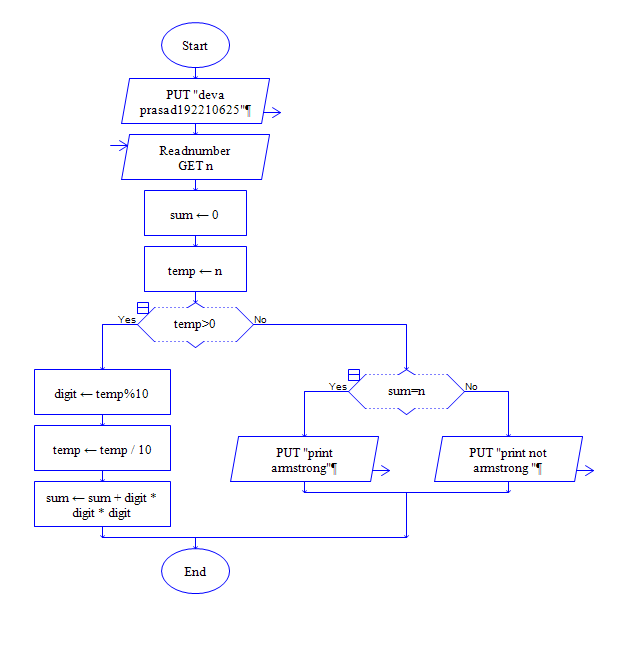 Start
PUT "deva
prasad192210625"¶
Readnumber
GET n
sum ← 0
temp ← n
Yes
temp>0
No
digit ← temp%10
temp ← temp / 10
sum ← sum + digit *
digit * digit
Yes
sum=n
No
PUT "print
armstrong"¶
PUT "print not
armstrong "¶
End